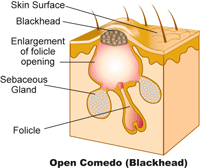 Skin Surface
Blackhead
Enlargement
of folicle
opening
Sebaceous
Gland
Folicle
Open Comedo (Blackhead)